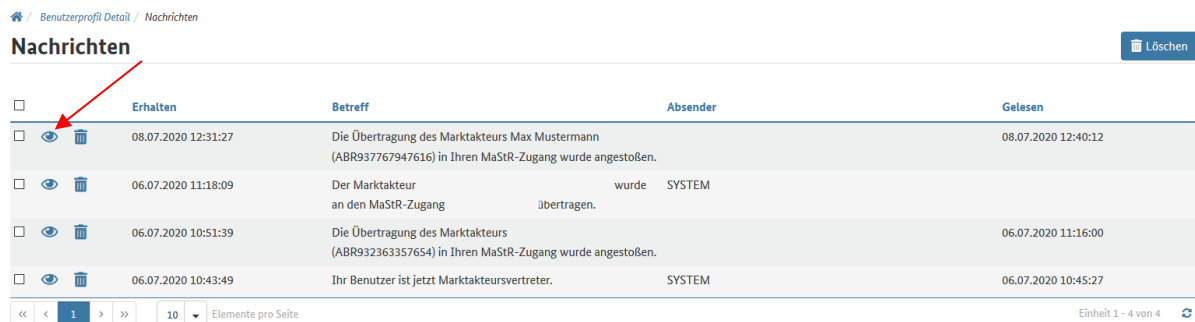 / Benutzerprofil Detail / Nachrichten
Nachrichten
Löschen
Erhalten Betreff Absender Gelesen
08.07.2020 12:31:27 Die Übertragung des Marktakteurs Max Mustermann 08.07.2020 12:40:12
(ABR937767947616) in Ihren MaStR-Zugang wurde angestoßen.
06.07.2020 11:18:09 Der Marktakteur wurde SYSTEM
an den MaStR-Zugang übertragen.
06.07.2020 10:51:39 Die Übertragung des Marktakteurs 06.07.2020 11:16:00
(ABR932363357654) in Ihren MaStR-Zugang wurde angestoßen.
06.07.2020 10:43:49 Ihr Benutzer ist jetzt Marktakteursvertreter. SYSTEM 06.07.2020 10:45:27
« < 1 > » 10 Elemente pro Seite Einheit 1 - 4 von 4